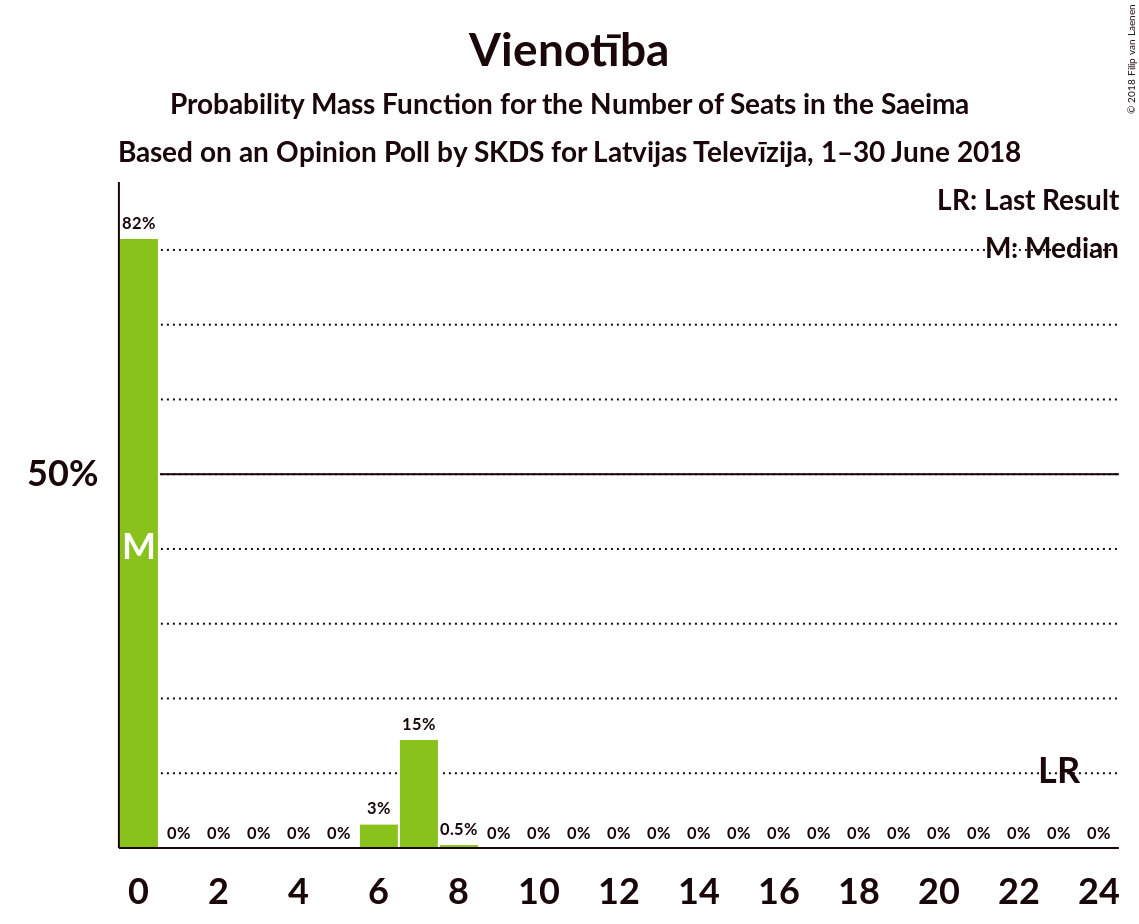 Vienotība
Probability Mass Function for the Number of Seats in the Saeima
Based on an Opinion Poll by SKDS for Latvijas Televīzija, 1–30 June 2018
© 2018 Filip van Laenen
LR: Last Result
M: Median
82%
50%
M
15%
LR
3%
0% 0% 0% 0% 0% 0.5% 0% 0% 0% 0% 0% 0% 0% 0% 0% 0% 0% 0% 0% 0% 0% 0%
0 2 4 6 8 10 12 14 16 18 20 22 24